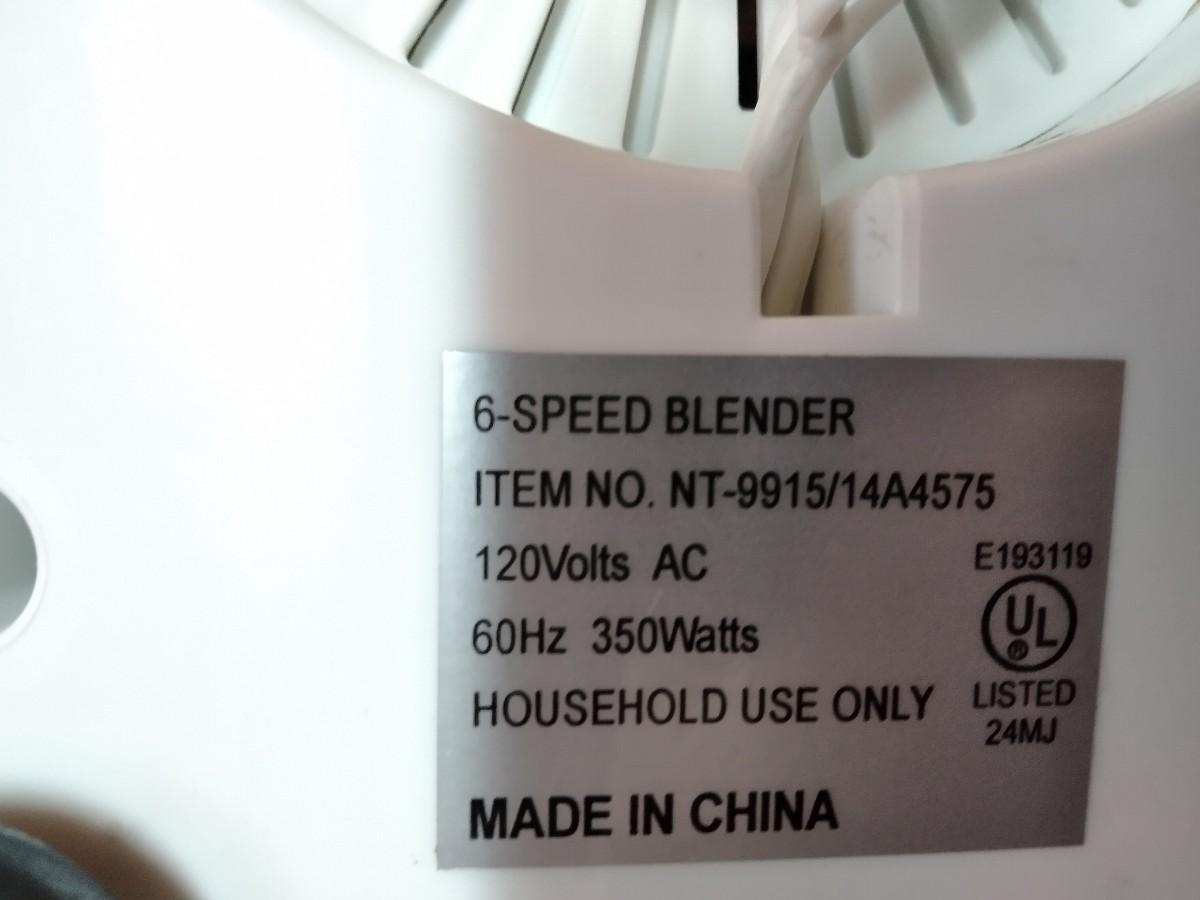 6-SPEED BLENDER
ITEM NO. NT-9915/14A4575
120Volts AC
E193119
60Hz 350Watts
UL
®
HOUSEHOLD USE ONLY
LISTED
24MJ
MADE IN CHINA